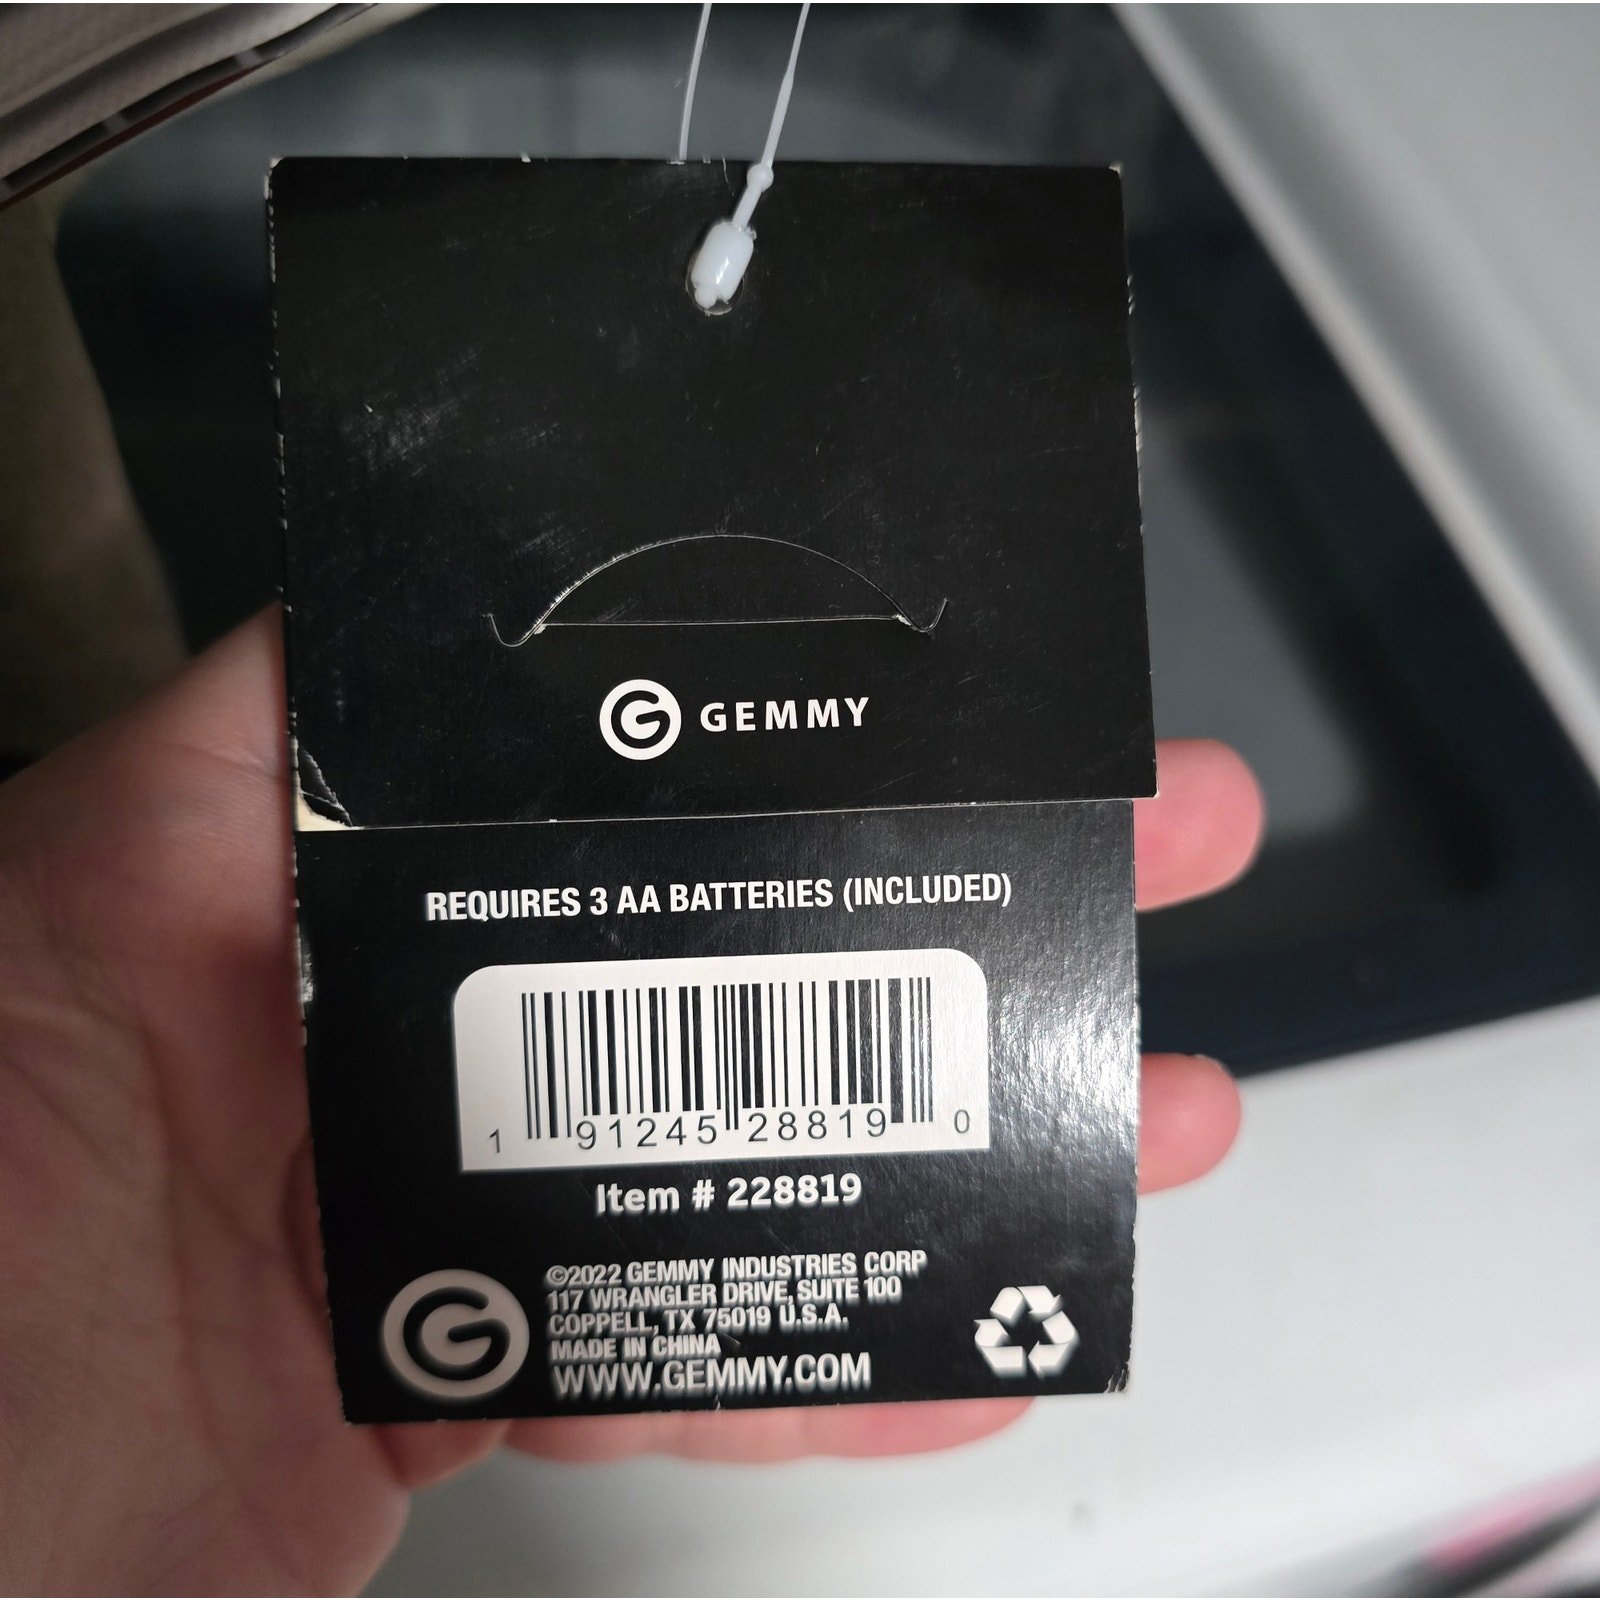 GEMMY
REQUIRES 3 AA BATTERIES (INCLUDED)
1 91245 28819 0
Item # 228819
©2022 GEMMY INDUSTRIES CORP
117 WRANGLER DRIVE, SUITE 100
COPPELL, TX 75019 U.S.A.
MADE IN CHINA
WWW.GEMMY.COM